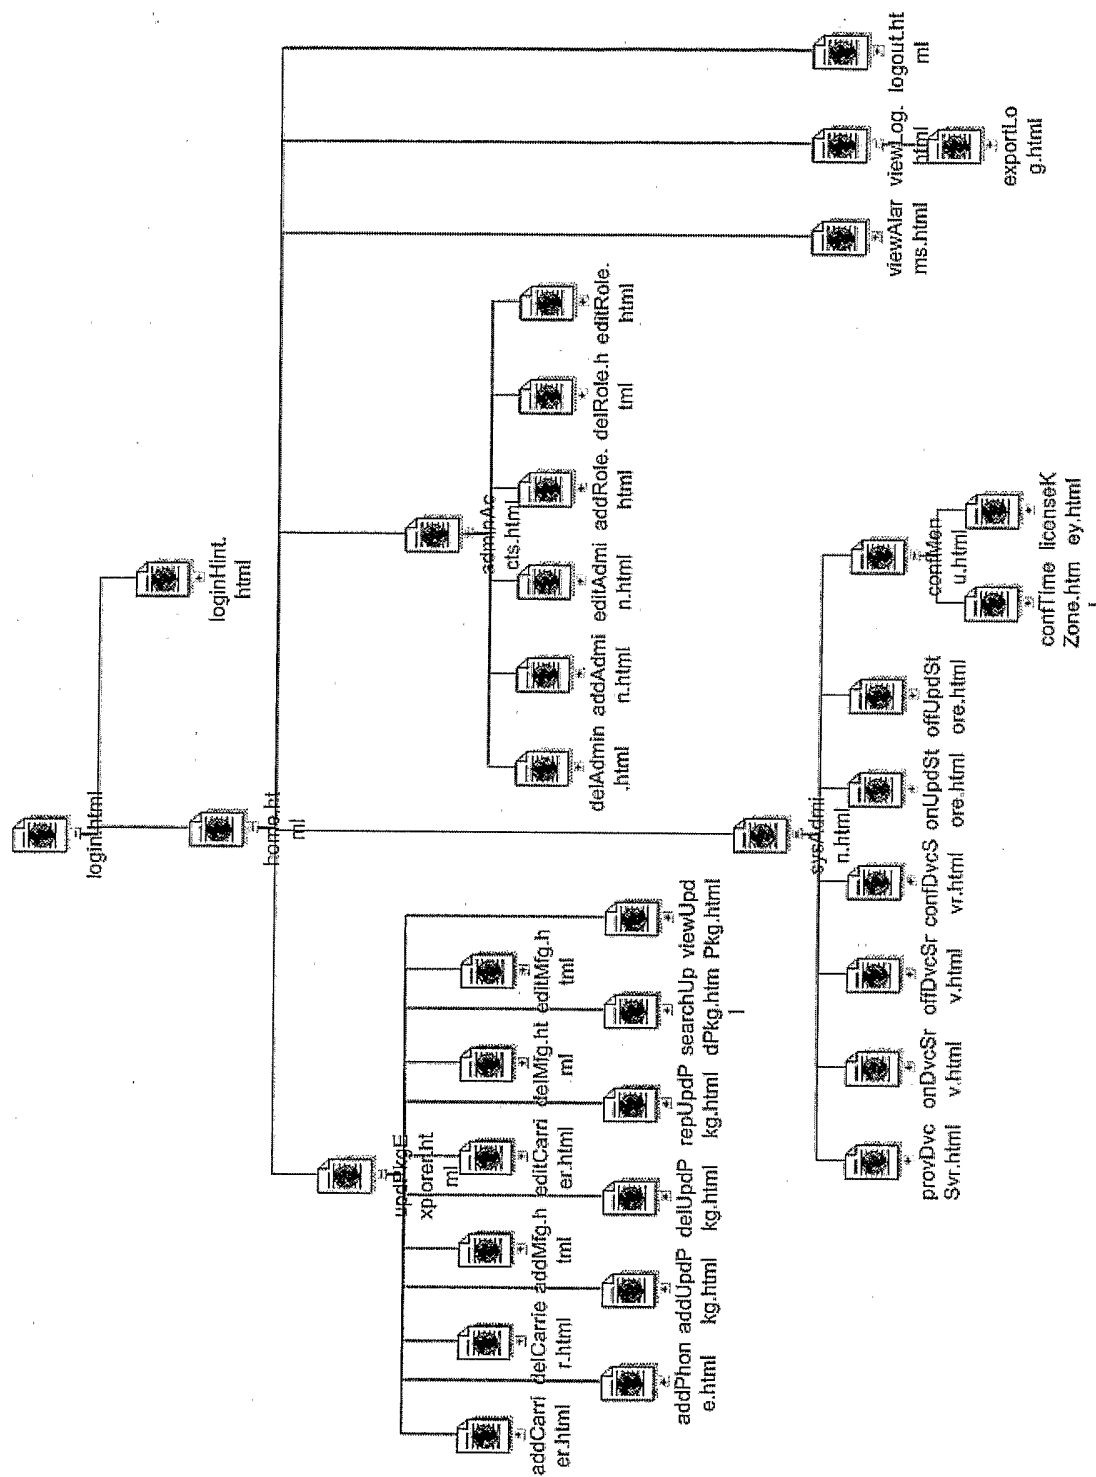 login.html
loginHint.
html
home.ht
ml
updPkgE
xplorer.ht
ml
adminAc
cts.html
addCarri
er.html
delCarrie
r.html
addMfg.h
tml
editCarri
er.html
delMfg.ht
ml
editMfg.h
tml
delAdmin
.html
addAdmi
n.html
editAdmi
n.html
addRole.
html
delRole.h
tml
editRole.
html
addPhon
e.html
addUpdP
kg.html
delUpdP
kg.html
repUpdP
kg.html
searchUp
dPkg.htm
l
viewUpd
Pkg.html
sysAdmi
n.html
viewAlar
ms.html
viewLog.
html
logout.ht
ml
provDvc
Svr.html
onDvcSr
v.html
offDvcSr
v.html
confDvcS
vr.html
onUpdSt
ore.html
offUpdSt
ore.html
confMen
u.html
exportLo
g.html
confTime
Zone.htm
l
licenseK
ey.html